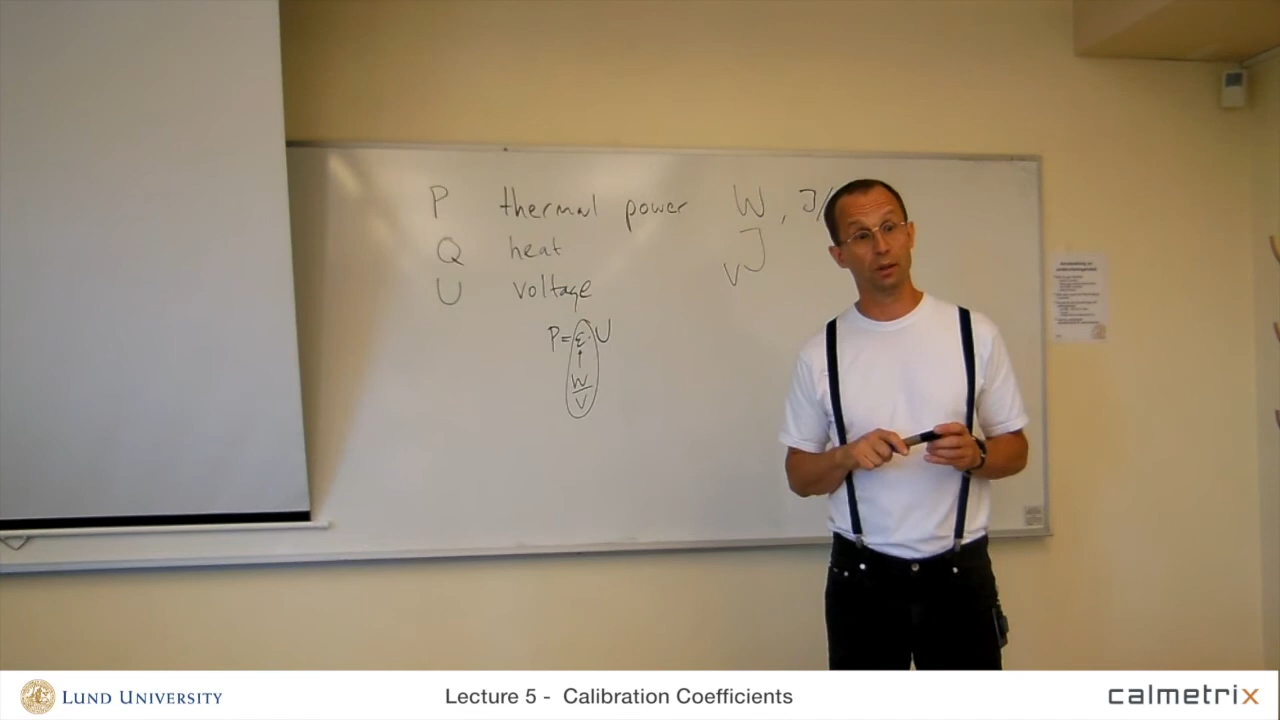 P thermal power W, J/
Q heat J
U voltage V
P = ε · U
W
V
LUND UNIVERSITY
Lecture 5 - Calibration Coefficients
calmetrix